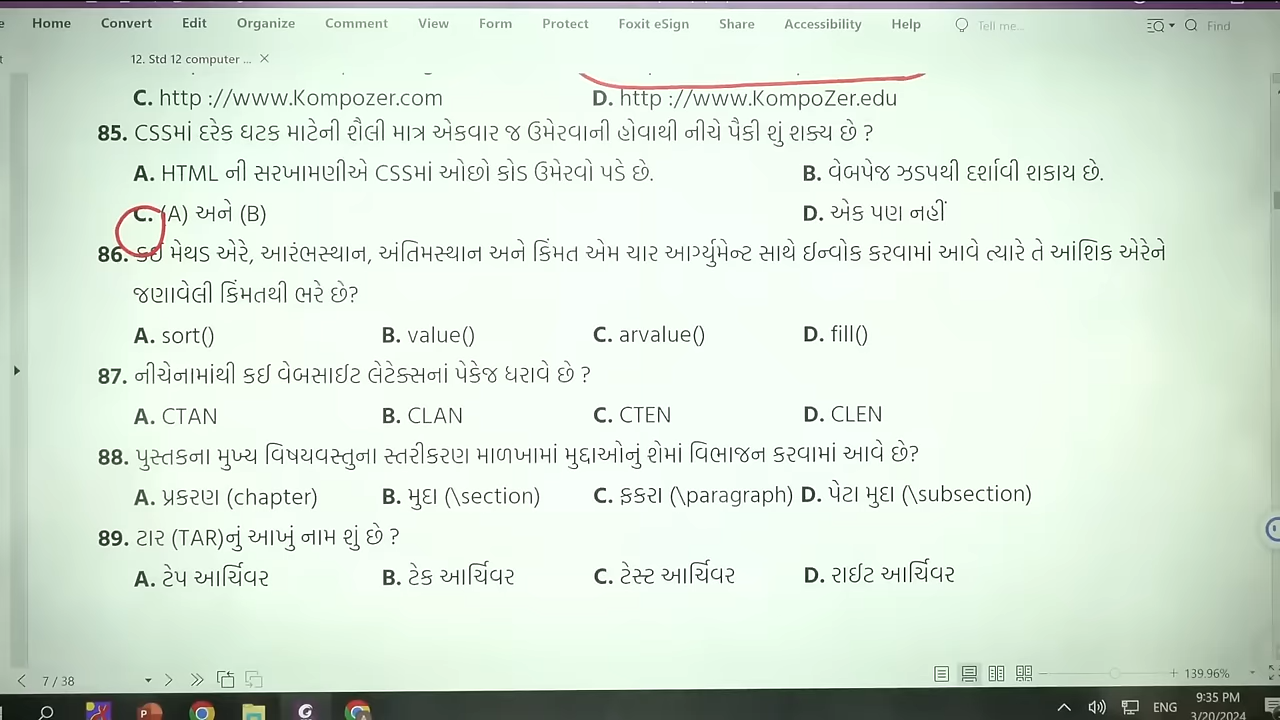 Home Convert Edit Organize Comment View Form Protect Foxit eSign Share Accessibility Help Tell me... Find
12. Std 12 computer ... ×
C. http ://www.Kompozer.com D. http ://www.KompoZer.edu
85. CSSમાં દરેક ઘટક માટેની શૈલી માત્ર એકવાર જ ઉમેરવાની હોવાથી નીચે પૈકી શું શક્ય છે ?
A. HTML ની સરખામણીએ CSSમાં ઓછો કોડ ઉમેરવો પડે છે. B. વેબપેજ ઝડપથી દર્શાવી શકાય છે.
C. (A) અને (B) D. એક પણ નહીં
86. કઈ મેથડ એરે, આરંભસ્થાન, અંતિમસ્થાન અને કિંમત એમ ચાર આર્ગ્યુમેન્ટ સાથે ઈન્વોક કરવામાં આવે ત્યારે તે આંશિક એરેને
જણાવેલી કિંમતથી ભરે છે?
A. sort() B. value() C. arvalue() D. fill()
87. નીચેનામાંથી કઈ વેબસાઈટ લેટેક્સનાં પેકેજ ધરાવે છે ?
A. CTAN B. CLAN C. CTEN D. CLEN
88. પુસ્તકના મુખ્ય વિષયવસ્તુના સ્તરીકરણ માળખામાં મુદ્દાઓનું શેમાં વિભાજન કરવામાં આવે છે?
A. પ્રકરણ (chapter) B. મુદા (\section) C. ફકરા (\paragraph) D. પેટા મુદા (\subsection)
89. ટાર (TAR)નું આખું નામ શું છે ?
A. ટેપ આર્ચિવર B. ટેક આર્ચિવર C. ટેસ્ટ આર્ચિવર D. રાઈટ આર્ચિવર
7 / 38 139.96%
9:35 PM
ENG
3/20/2024